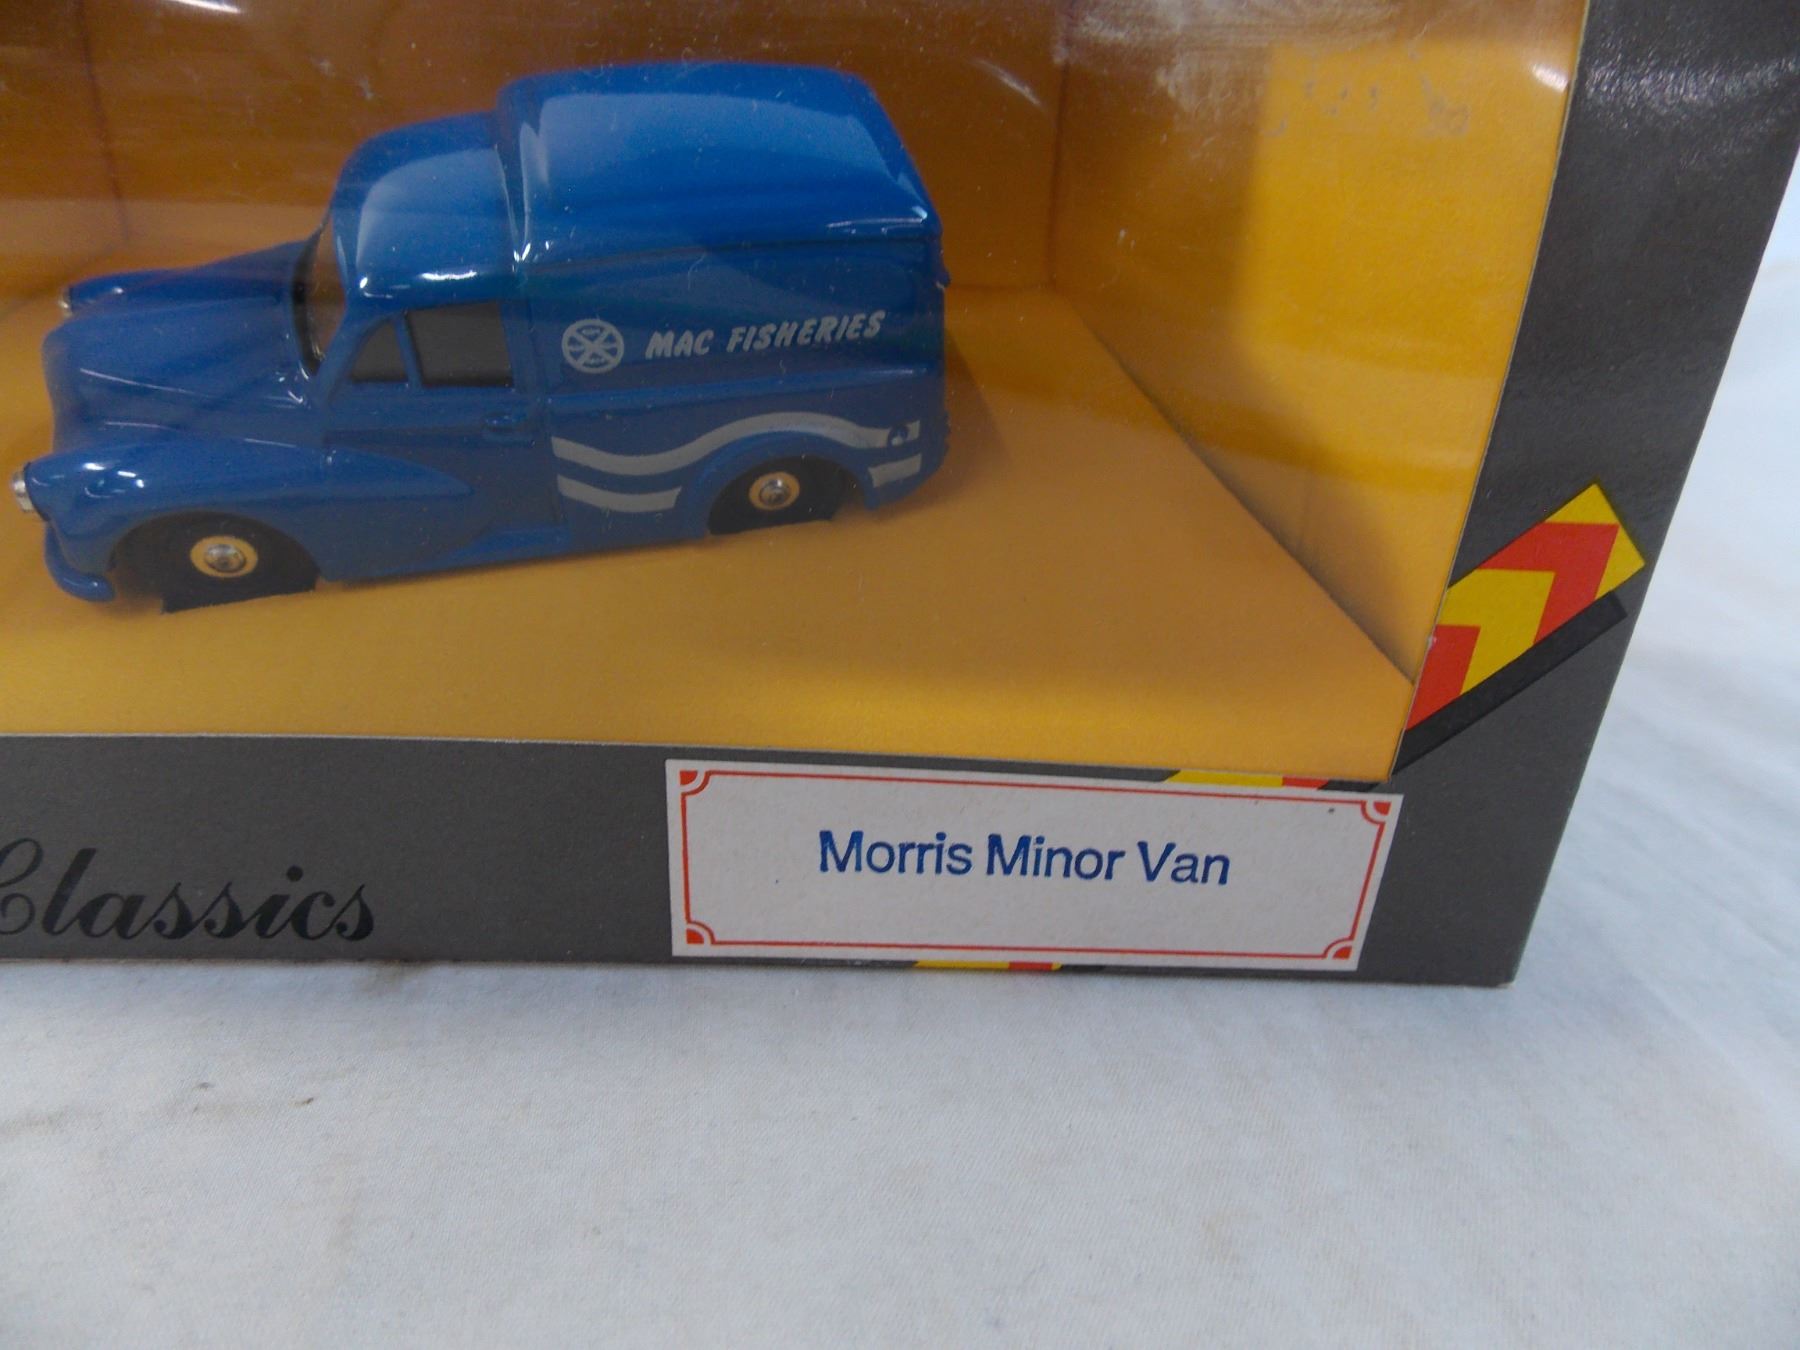 MAC FISHERIES
Classics
Morris Minor Van